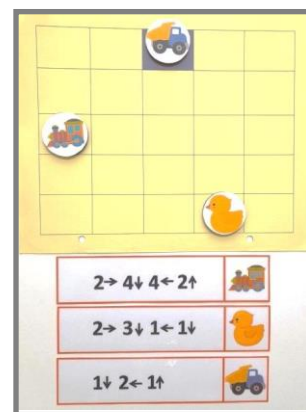 2→ 4↓ 4← 2↑
2→ 3↓ 1← 1↓
1↓ 2← 1↑